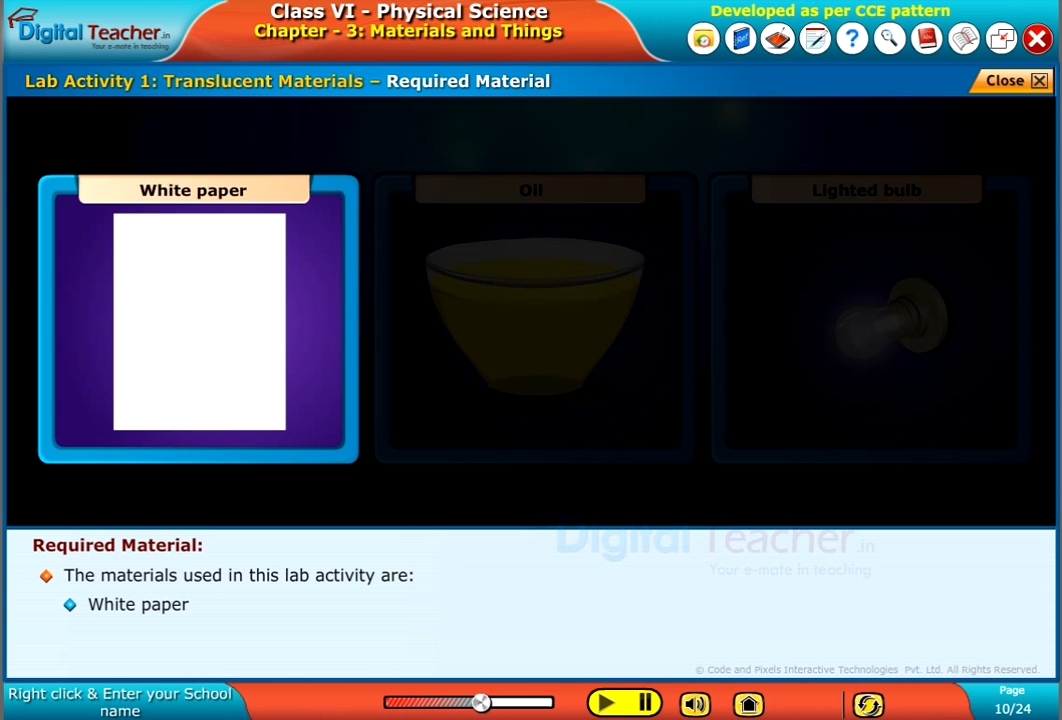 Digital Teacher.in
Your e-mate in teaching.
Class VI - Physical Science
Chapter - 3: Materials and Things
Developed as per CCE pattern
Lab Activity 1: Translucent Materials – Required Material
Close
White paper
Oil
Lighted bulb
Required Material:
The materials used in this lab activity are:
White paper
Digital Teacher.in
Your e-mate in teaching
© Code and Pixels Interactive Technologies Pvt. Ltd. All Rights Reserved.
Right click & Enter your School
name
Page
10/24